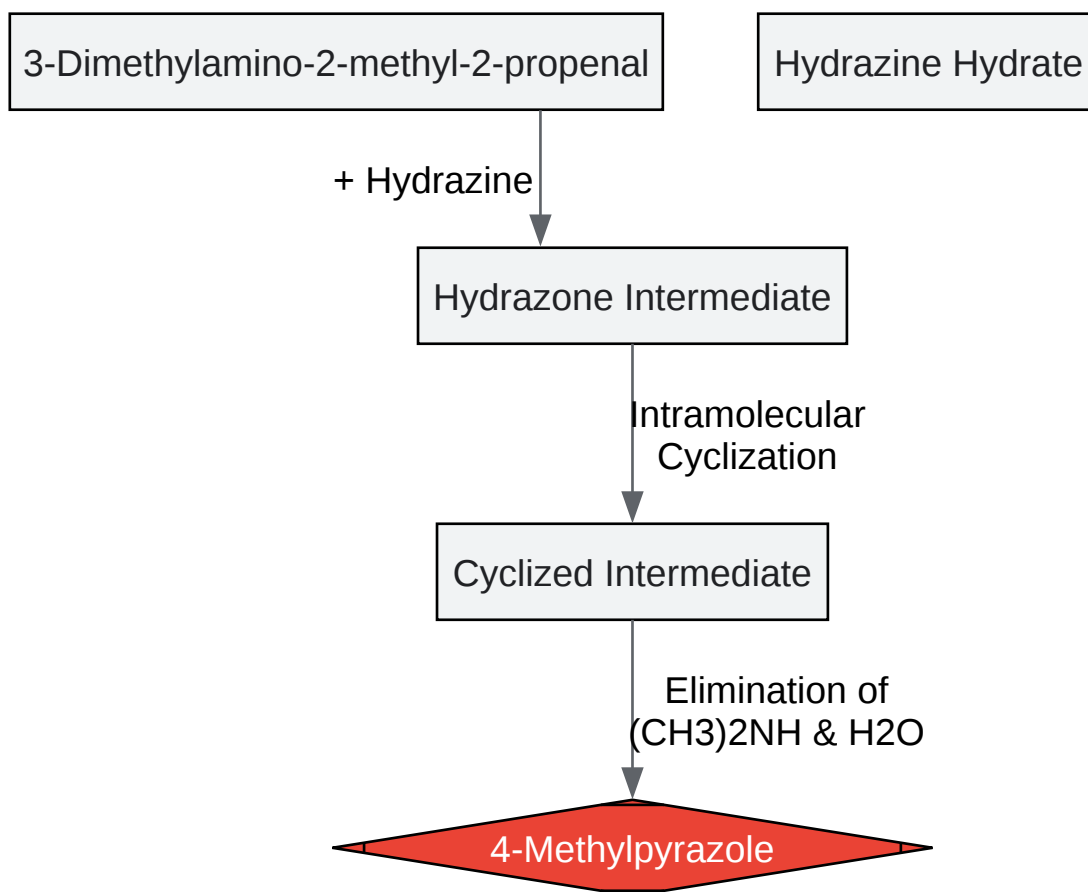 3-Dimethylamino-2-methyl-2-propenal
Hydrazine Hydrate
+ Hydrazine
Hydrazone Intermediate
Intramolecular
Cyclization
Cyclized Intermediate
Elimination of
(CH3)2NH & H2O
4-Methylpyrazole